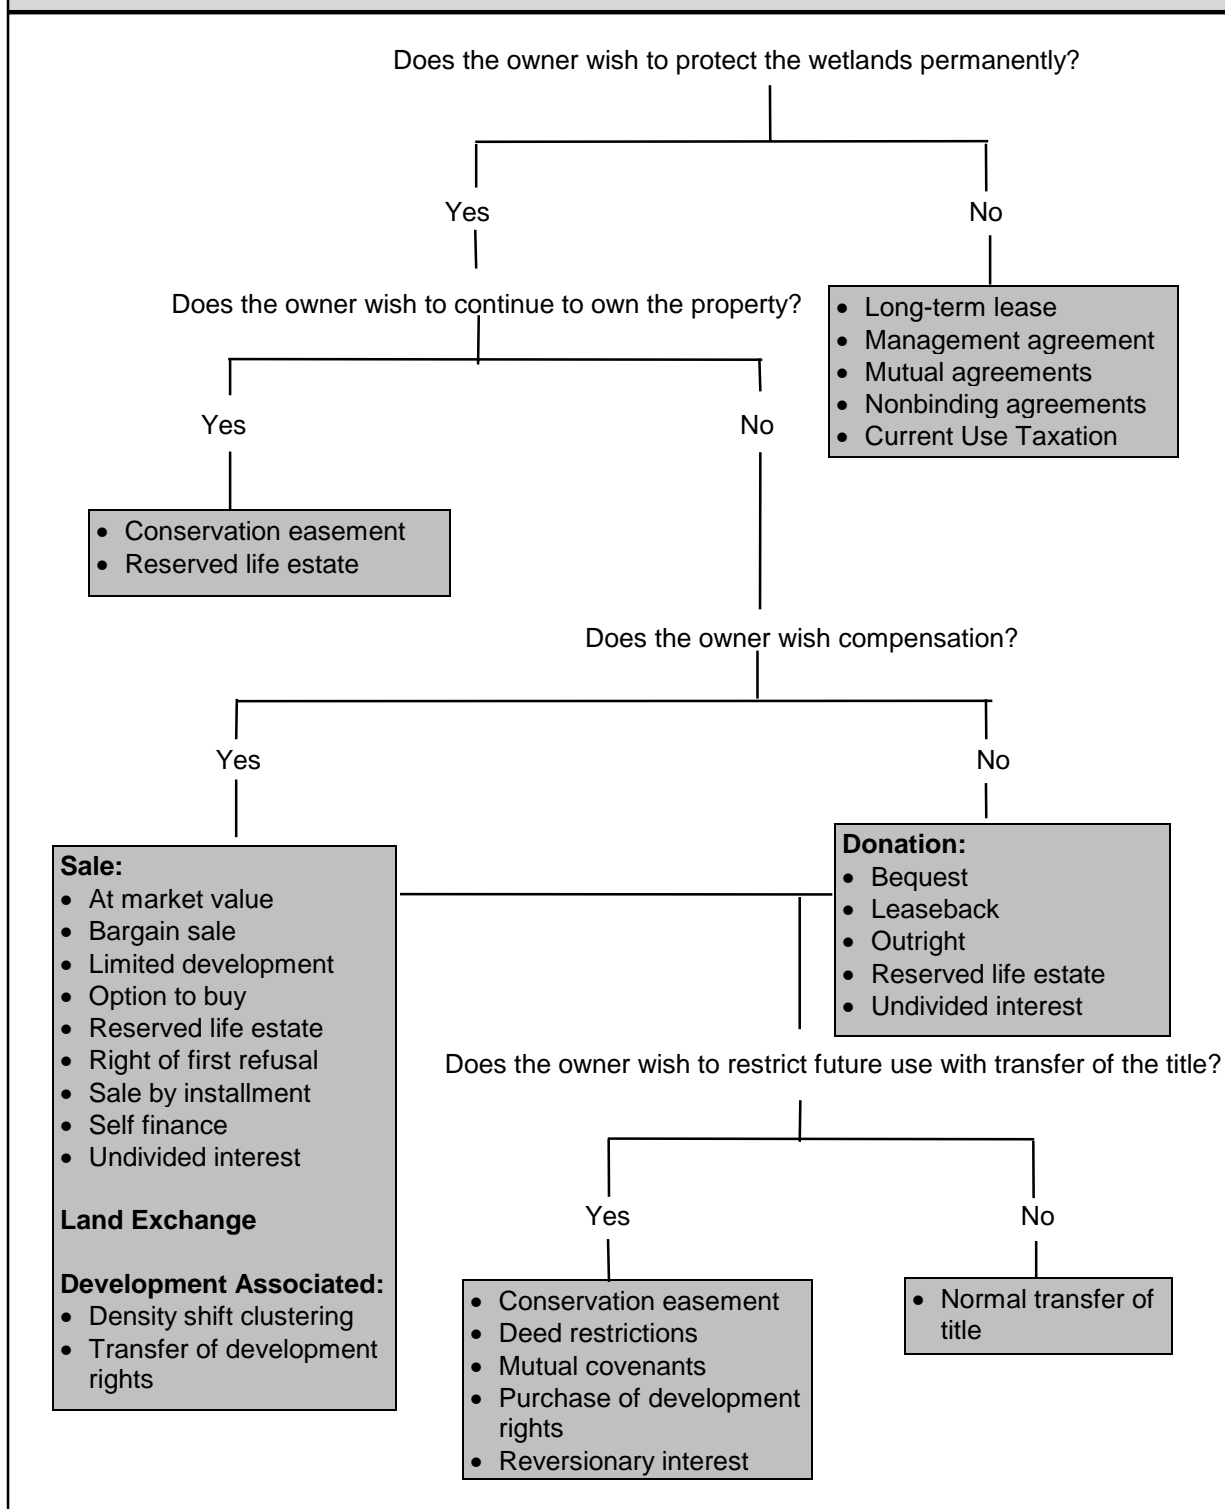 Does the owner wish to protect the wetlands permanently?
Yes
No
Does the owner wish to continue to own the property?
• Long-term lease
• Management agreement
• Mutual agreements
• Nonbinding agreements
• Current Use Taxation
Yes
No
• Conservation easement
• Reserved life estate
Does the owner wish compensation?
Yes
No
Sale:
• At market value
• Bargain sale
• Limited development
• Option to buy
• Reserved life estate
• Right of first refusal
• Sale by installment
• Self finance
• Undivided interest
Land Exchange
Development Associated:
• Density shift clustering
• Transfer of development
rights
Donation:
• Bequest
• Leaseback
• Outright
• Reserved life estate
• Undivided interest
Does the owner wish to restrict future use with transfer of the title?
Yes
No
• Conservation easement
• Deed restrictions
• Mutual covenants
• Purchase of development
rights
• Reversionary interest
• Normal transfer of
title